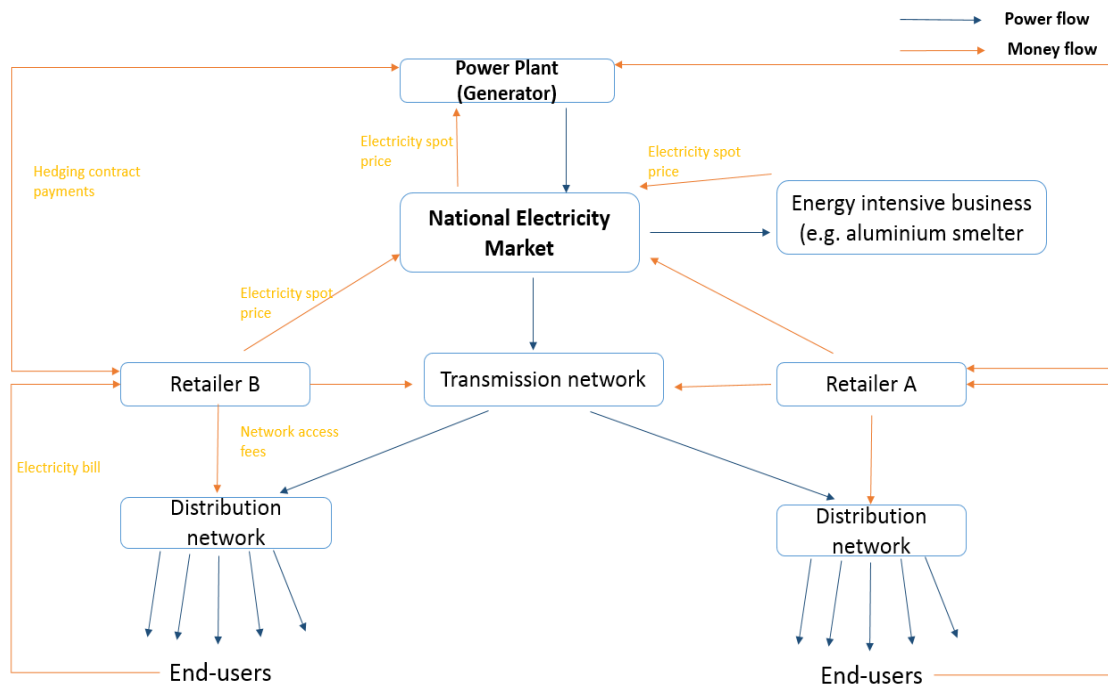 Power flow
Money flow
Power Plant
(Generator)
Electricity spot
price
Electricity spot
price
Hedging contract
payments
Energy intensive business
(e.g. aluminium smelter
National Electricity
Market
Electricity spot
price
Retailer B
Transmission network
Retailer A
Network access
fees
Electricity bill
Distribution
network
Distribution
network
End-users
End-users